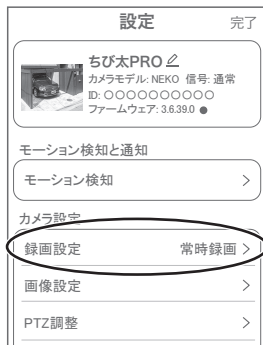 設定 完了
ちび太PRO
カメラモデル: NEKO 信号: 通常
ID: 〇〇〇〇〇〇〇〇〇〇
ファームウェア: 3.6.39.0 ●
モーション検知と通知
モーション検知 >
カメラ設定
録画設定 常時録画 >
画像設定 >
PTZ調整 >